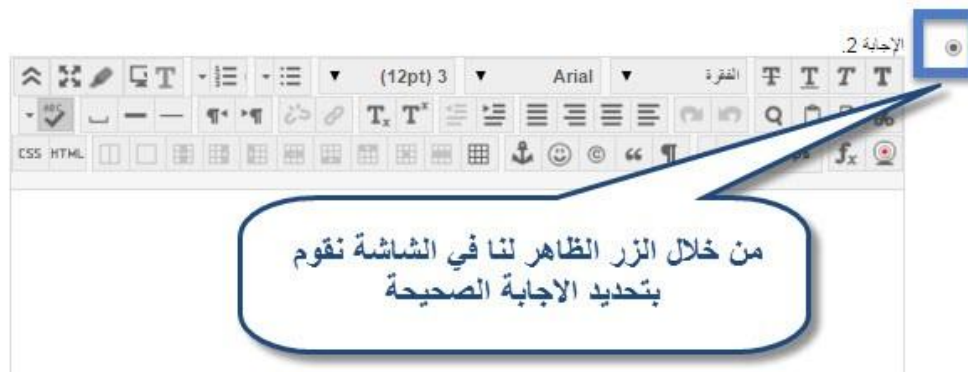 الإجابة 2.
الفقرة Arial 3 (12pt)
CSS HTML
من خلال الزر الظاهر لنا في الشاشة نقوم
بتحديد الاجابة الصحيحة